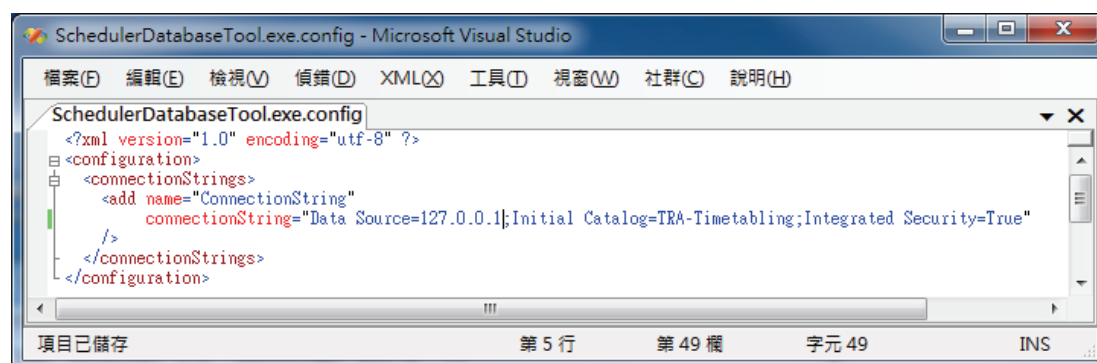 SchedulerDatabaseTool.exe.config - Microsoft Visual Studio
檔案(F) 編輯(E) 檢視(V) 偵錯(D) XML(X) 工具(T) 視窗(W) 社群(C) 說明(H)
SchedulerDatabaseTool.exe.config
<?xml version="1.0" encoding="utf-8" ?>
<configuration>
<connectionStrings>
<add name="ConnectionString"
connectionString="Data Source=127.0.0.1;Initial Catalog=TRA-Timetabling;Integrated Security=True"
/>
</connectionStrings>
</configuration>
項目已儲存 第 5 行 第 49 欄 字元 49 INS